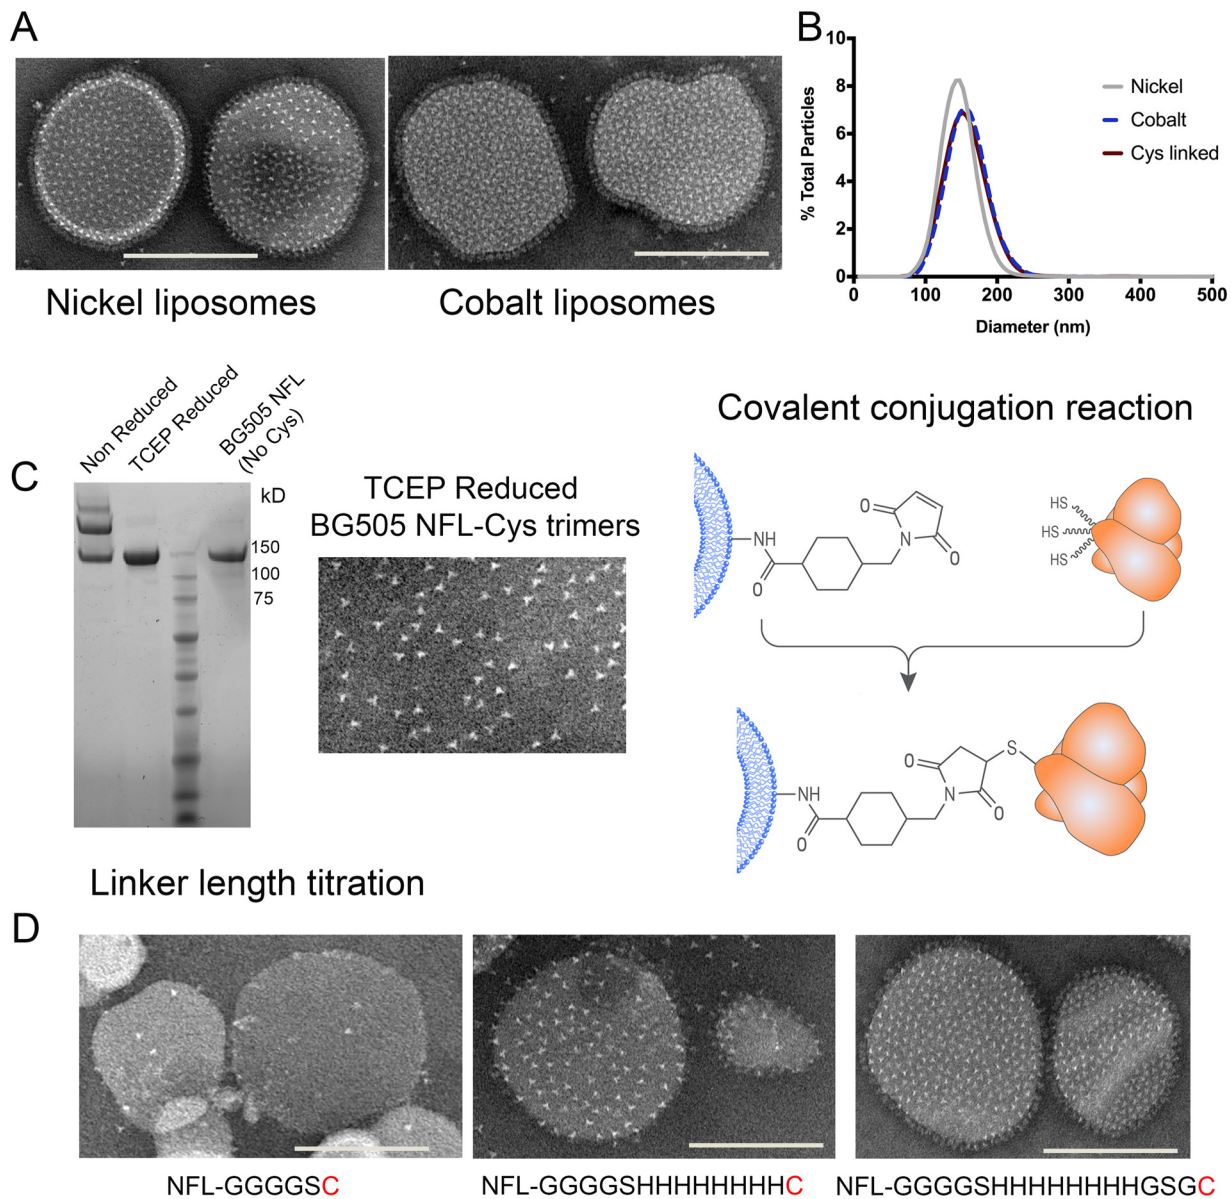 A
Nickel liposomes
Cobalt liposomes
B
10
8
6
4
2
0
% Total Particles
0
100
200
300
400
500
Diameter (nm)
Nickel
Cobalt
Cys linked
C
Non Reduced
TCEP Reduced
BG505 NFL
(No Cys)
kD
150
100
75
TCEP Reduced
BG505 NFL-Cys trimers
Covalent conjugation reaction
NH
O
O
N
O
HS
HS
HS
NH
O
O
N
O
S
Linker length titration
D
NFL-GGGGSC
NFL-GGGGSHHHHHHHHC
NFL-GGGGSHHHHHHHHGSGC